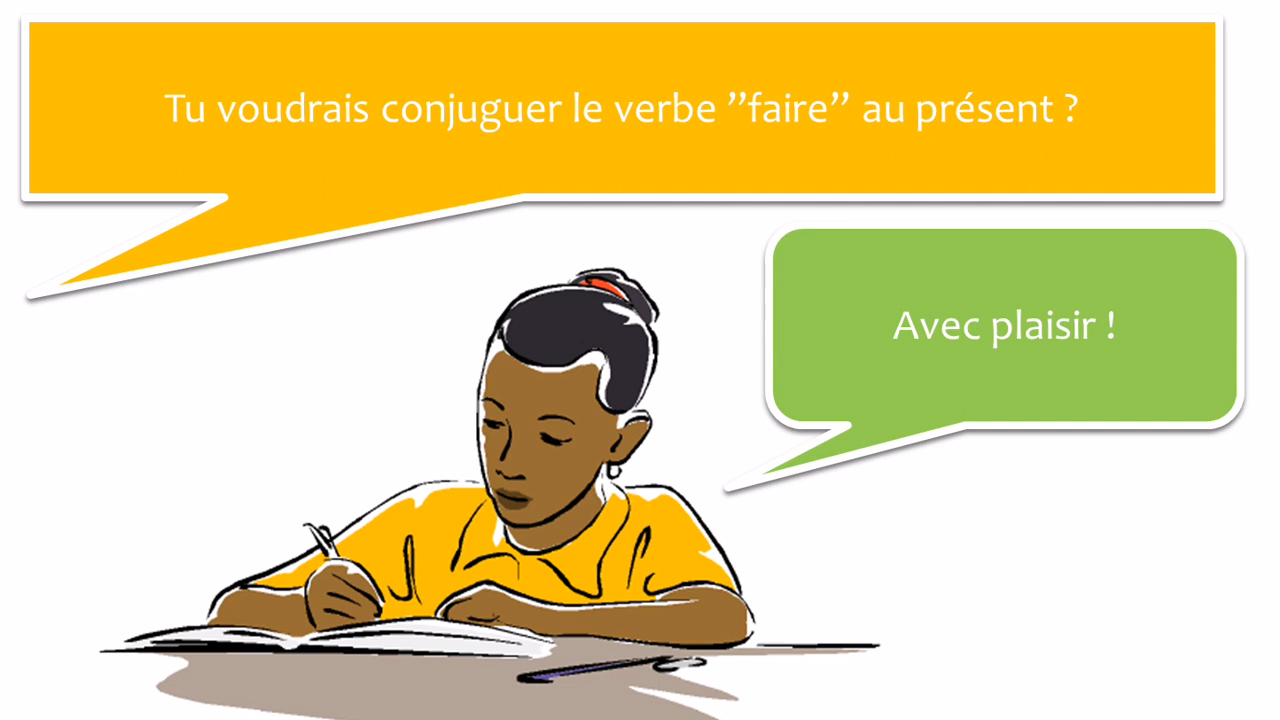 Tu voudrais conjuguer le verbe ”faire” au présent ?
Avec plaisir !